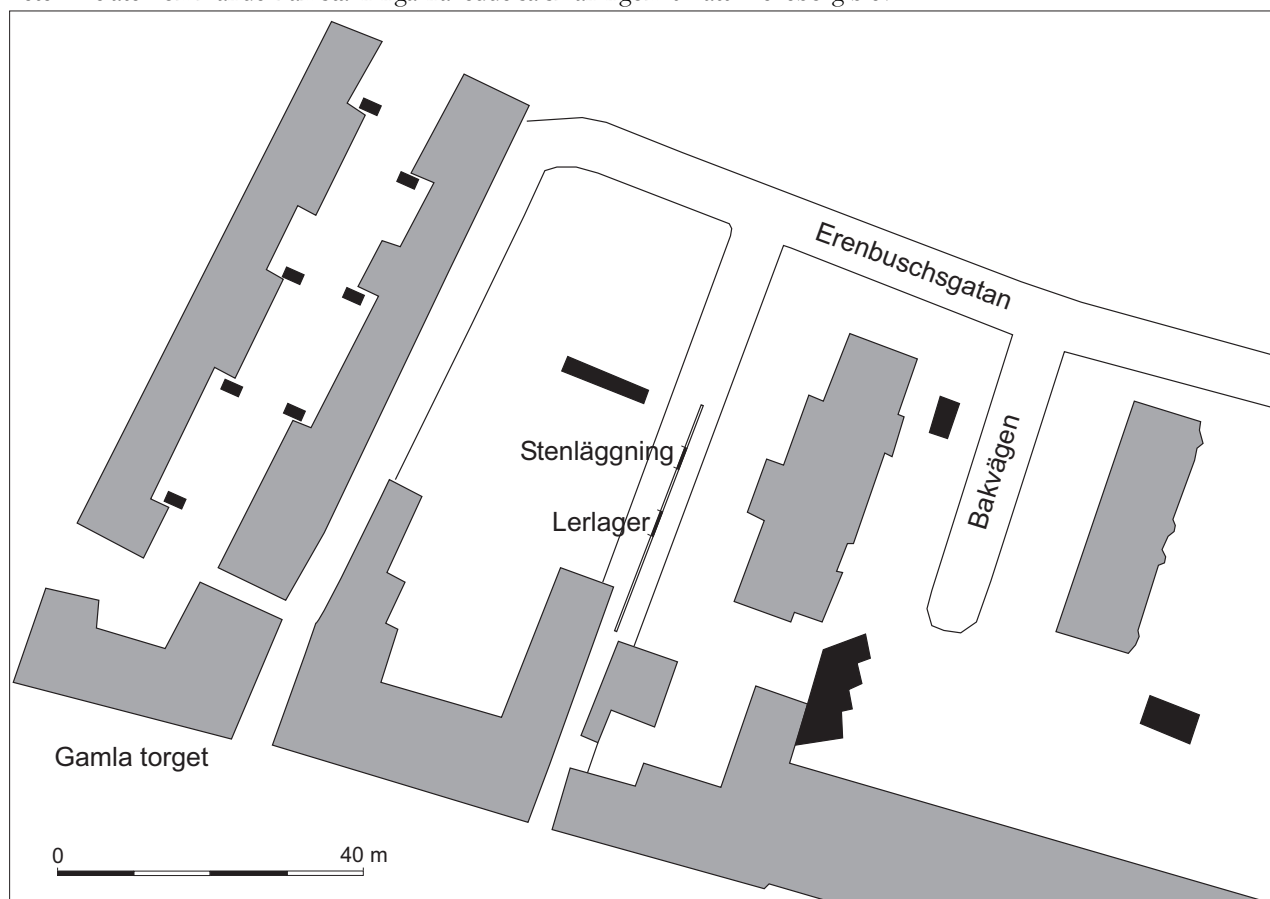 Erenbuschsgatan
Stenläggning
Bakvägen
Lerlager
Gamla torget
0 40 m